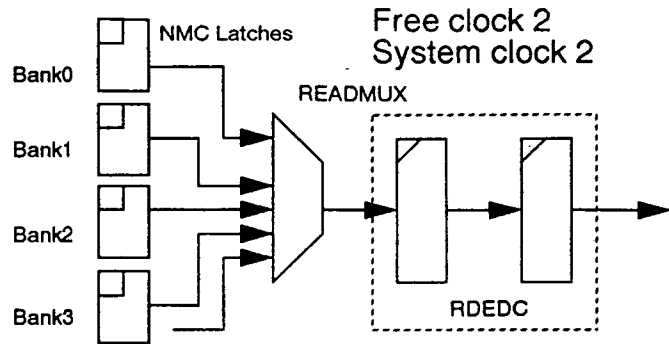 Free clock 2
NMC Latches
System clock 2
Bank0
READMUX
Bank1
Bank2
RDEDC
Bank3